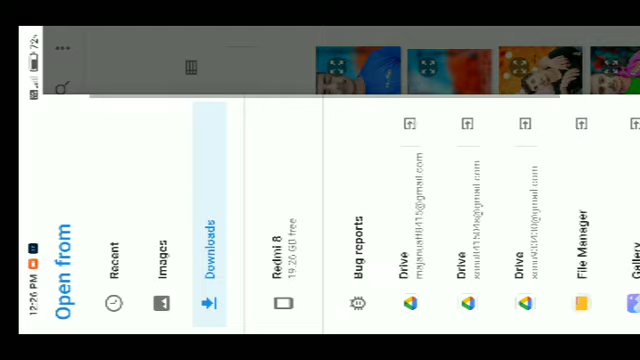 12:26 PM
72%
Open from
Recent
Images
Downloads
Redmi 8
19.26 GB free
Bug reports
Drive
Drive
Drive
File Manager
Gallery